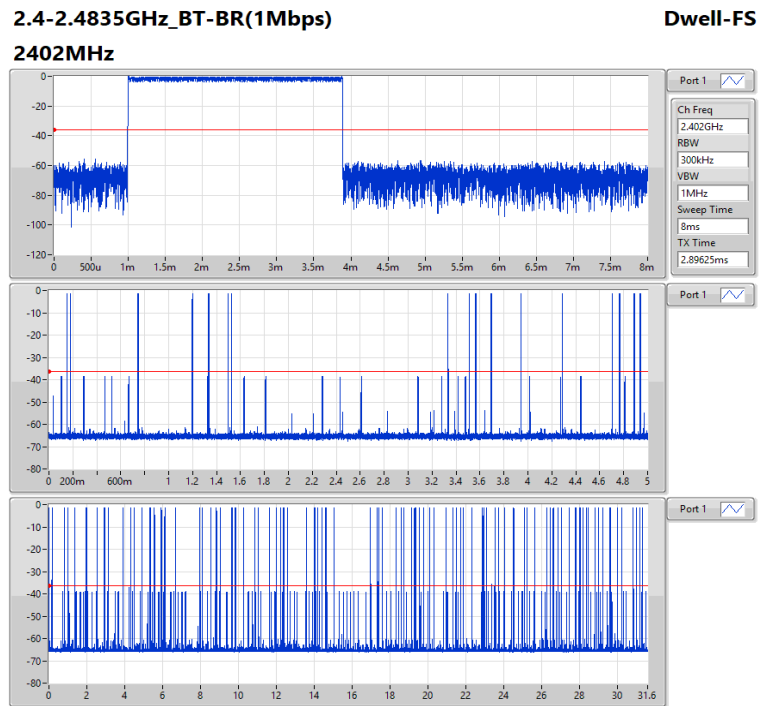 2.4-2.4835GHz_BT-BR(1Mbps) Dwell-FS
2402MHz
Port 1
Ch Freq
2.402GHz
RBW
300kHz
VBW
1MHz
Sweep Time
8ms
TX Time
2.89625ms
0
-20
-40
-60
-80
-100
-120
0 500u 1m 1.5m 2m 2.5m 3m 3.5m 4m 4.5m 5m 5.5m 6m 6.5m 7m 7.5m 8m
Port 1
0
-10
-20
-30
-40
-50
-60
-70
-80
0 200m 600m 1 1.2 1.4 1.6 1.8 2 2.2 2.4 2.6 2.8 3 3.2 3.4 3.6 3.8 4 4.2 4.4 4.6 4.8 5
Port 1
0
-10
-20
-30
-40
-50
-60
-70
-80
0 2 4 6 8 10 12 14 16 18 20 22 24 26 28 30 31.6